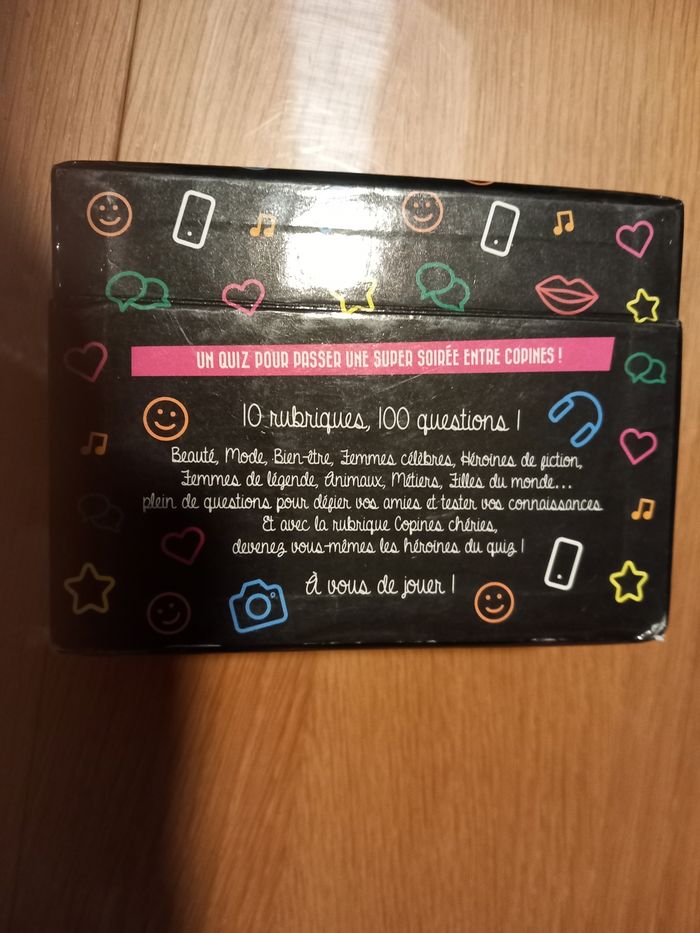 UN QUIZ POUR PASSER UNE SUPER SOIRÉE ENTRE COPINES !
10 rubriques, 100 questions !
Beauté, Mode, Bien-être, Femmes célèbres, Héroïnes de fiction,
Femmes de légende, Animaux, Métiers, Filles du monde...
plein de questions pour défier vos amies et tester vos connaissances.
Et avec la rubrique Copines chéries,
devenez vous-mêmes les héroïnes du quiz !
À vous de jouer !